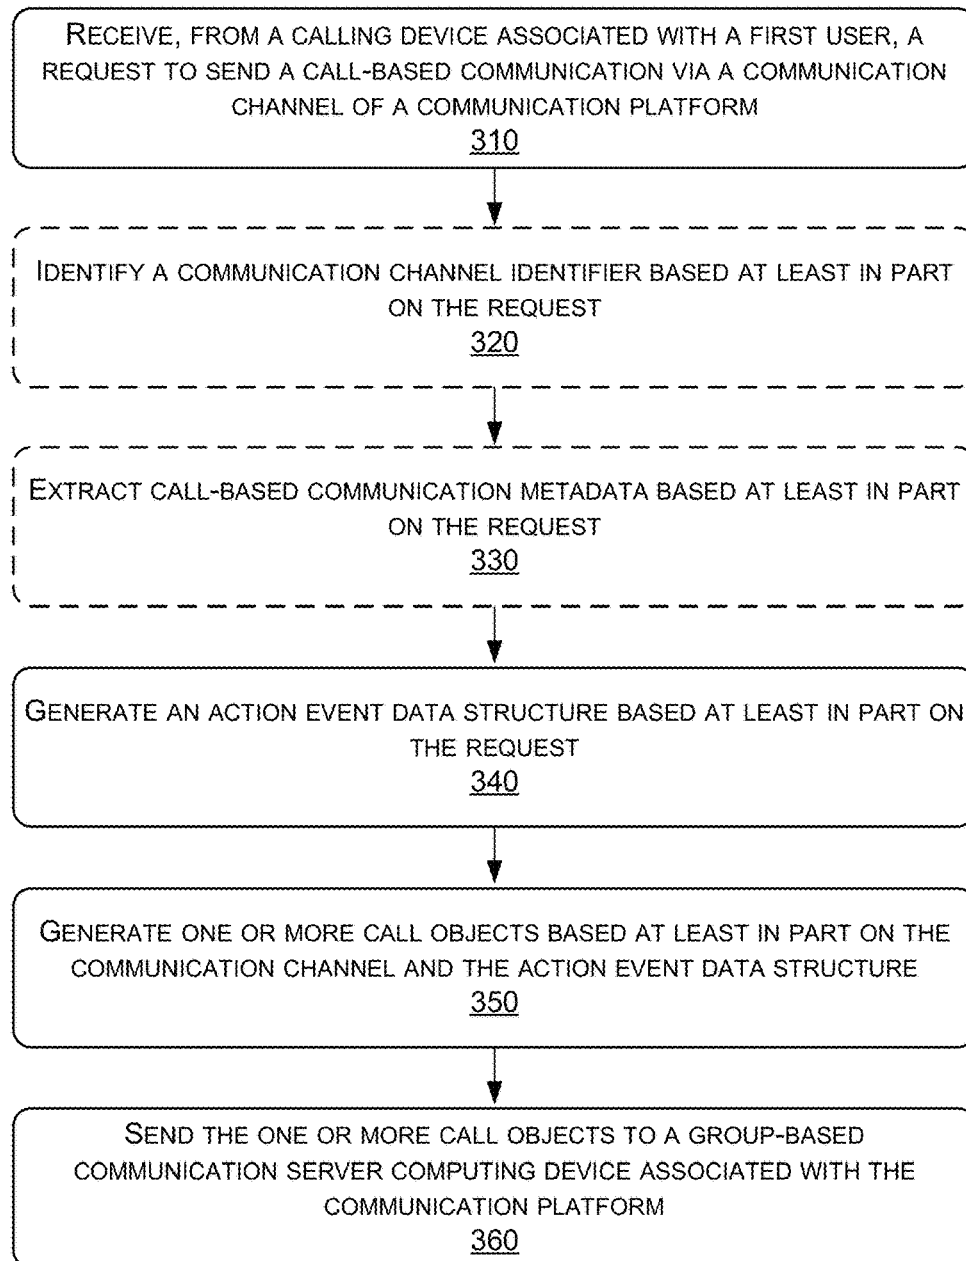 RECEIVE, FROM A CALLING DEVICE ASSOCIATED WITH A FIRST USER, A
REQUEST TO SEND A CALL-BASED COMMUNICATION VIA A COMMUNICATION
CHANNEL OF A COMMUNICATION PLATFORM
310
IDENTIFY A COMMUNICATION CHANNEL IDENTIFIER BASED AT LEAST IN PART
ON THE REQUEST
320
EXTRACT CALL-BASED COMMUNICATION METADATA BASED AT LEAST IN PART
ON THE REQUEST
330
GENERATE AN ACTION EVENT DATA STRUCTURE BASED AT LEAST IN PART ON
THE REQUEST
340
GENERATE ONE OR MORE CALL OBJECTS BASED AT LEAST IN PART ON THE
COMMUNICATION CHANNEL AND THE ACTION EVENT DATA STRUCTURE
350
SEND THE ONE OR MORE CALL OBJECTS TO A GROUP-BASED
COMMUNICATION SERVER COMPUTING DEVICE ASSOCIATED WITH THE
COMMUNICATION PLATFORM
360